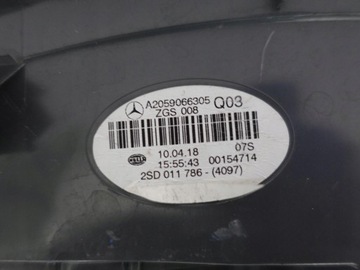 A2059066305 Q03
ZGS 008
10.04.18 07S
15:55:43 00154714
2SD 011 786 - (4097)